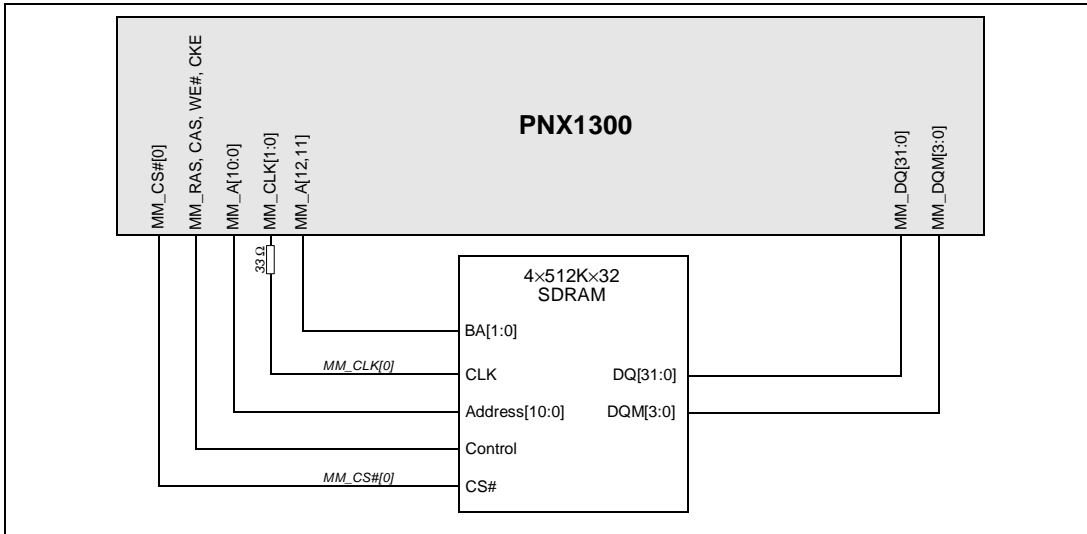 PNX1300
MM_CS#[0]
MM_RAS, CAS, WE#, CKE
MM_A[10:0]
MM_CLK[1:0]
MM_A[12,11]
MM_DQ[31:0]
MM_DQM[3:0]
33 Ω
4×512K×32
SDRAM
BA[1:0]
MM_CLK[0]
CLK
DQ[31:0]
Address[10:0]
DQM[3:0]
Control
MM_CS#[0]
CS#